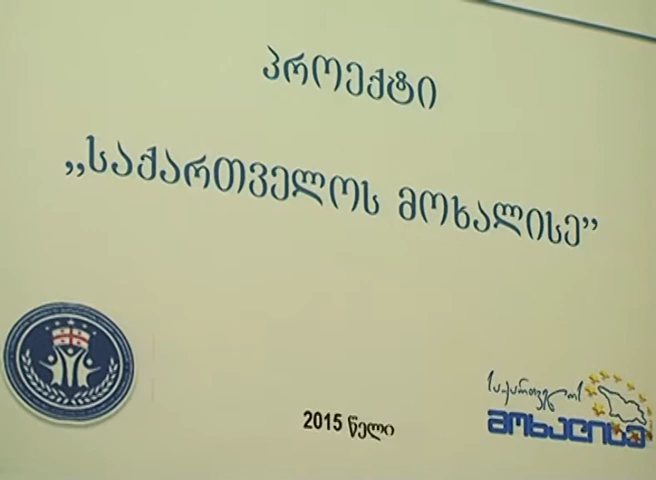 პროექტი
„საქართველოს მოხალისე”
2015 წელი
საქართველოს
მოხალისე